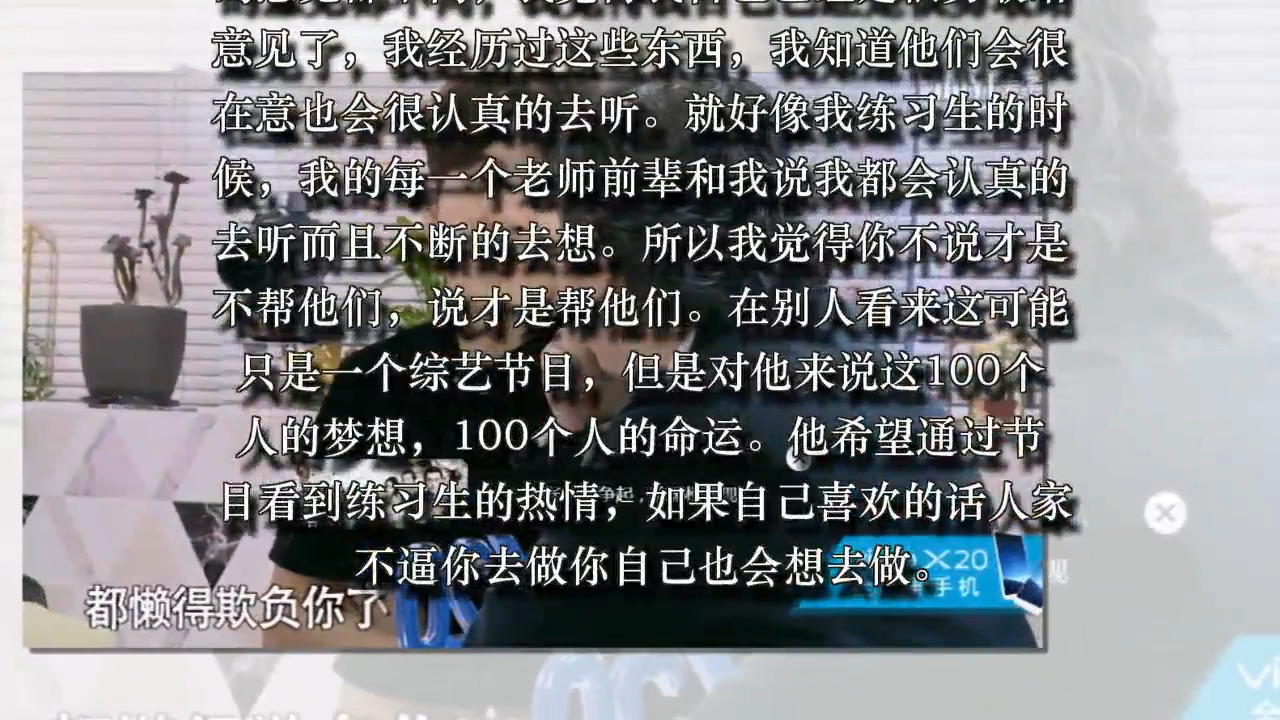 意见了，我经历过这些东西，我知道他们会很
在意也会很认真的去听。就好像我练习生的时
候，我的每一个老师前辈和我说我都会认真的
去听而且不断的去想。所以我觉得你不说才是
不帮他们，说才是帮他们。在别人看来这可能
只是一个综艺节目，但是对他来说这100个
人的梦想，100个人的命运。他希望通过节
目看到练习生的热情，如果自己喜欢的话人家
不逼你去做你自己也会想去做。
X20
手机
都懒得欺负你了